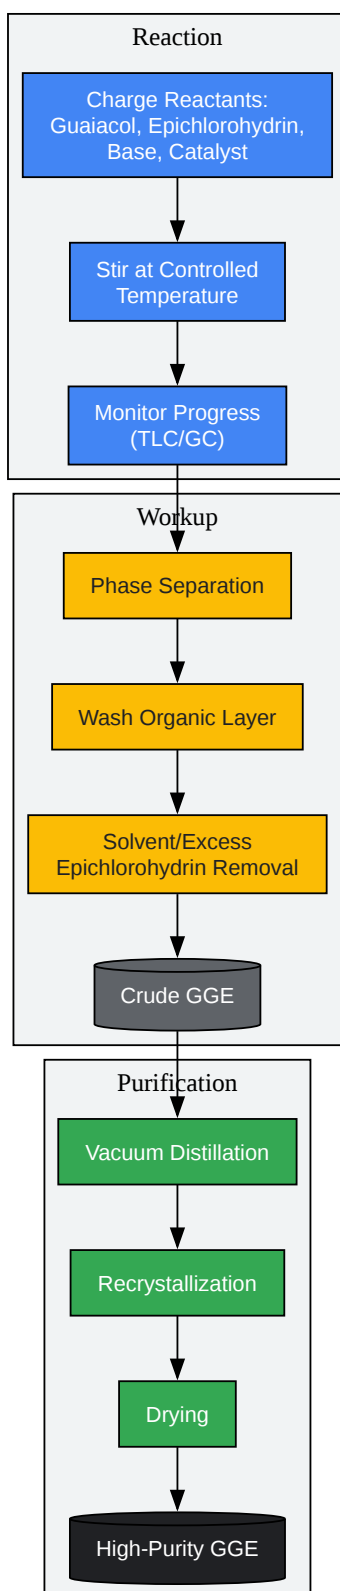 Reaction
Charge Reactants:
Guaiacol, Epichlorohydrin,
Base, Catalyst
Stir at Controlled
Temperature
Monitor Progress
(TLC/GC)
Workup
Phase Separation
Wash Organic Layer
Solvent/Excess
Epichlorohydrin Removal
Crude GGE
Purification
Vacuum Distillation
Recrystallization
Drying
High-Purity GGE